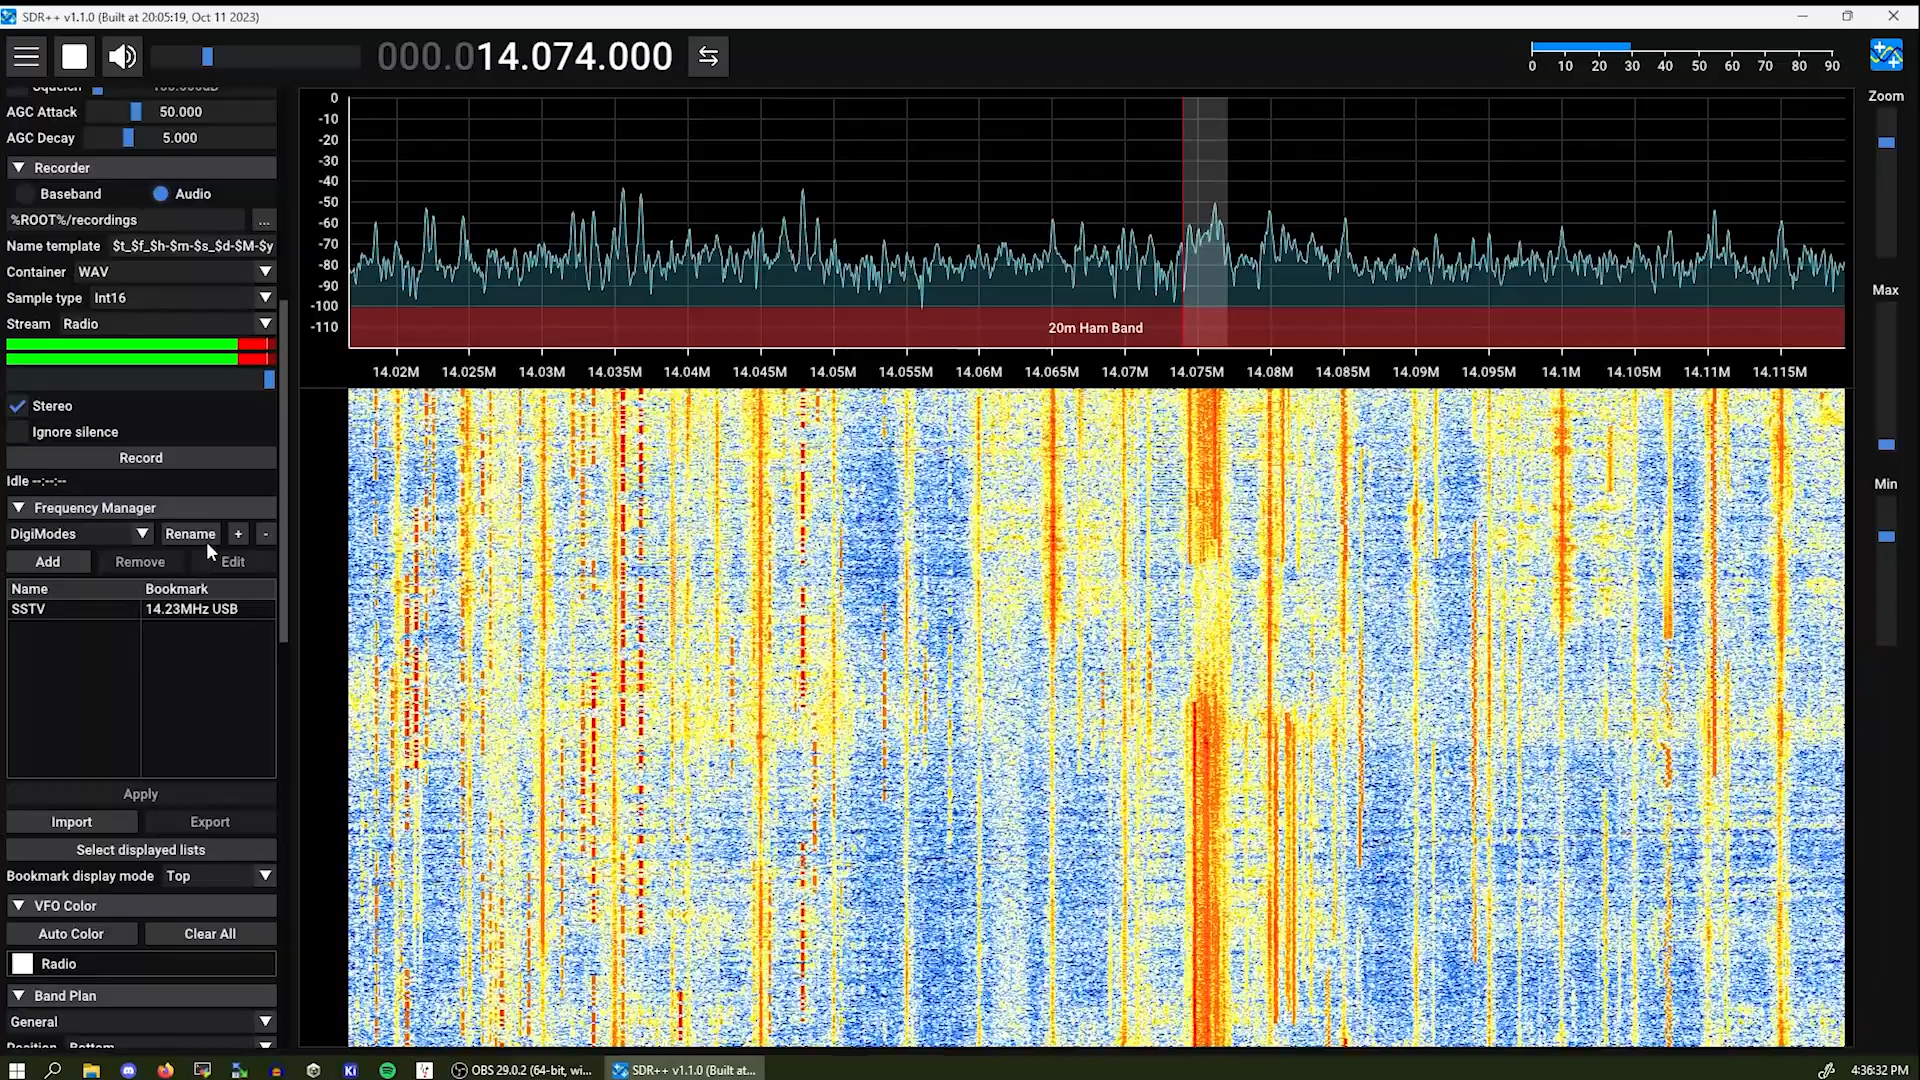 SDR++ v1.1.0 (Built at 20:05:19, Oct 11 2023)
000.014.074.000
0 10 20 30 40 50 60 70 80 90
Squelch -100.000dB
AGC Attack 50.000
AGC Decay 5.000
Recorder
Baseband Audio
%ROOT%/recordings ...
Name template $t_$f_$h-$m-$s_$d-$M-$y
Container WAV
Sample type Int16
Stream Radio
Stereo
Ignore silence
Record
Idle --:--:--
Frequency Manager
DigiModes Rename + -
Add Remove Edit
Name Bookmark
SSTV 14.23MHz USB
Apply
Import Export
Select displayed lists
Bookmark display mode Top
VFO Color
Auto Color Clear All
Radio
Band Plan
General
Position Bottom
0
-10
-20
-30
-40
-50
-60
-70
-80
-90
-100
-110
20m Ham Band
14.02M 14.025M 14.03M 14.035M 14.04M 14.045M 14.05M 14.055M 14.06M 14.065M 14.07M 14.075M 14.08M 14.085M 14.09M 14.095M 14.1M 14.105M 14.11M 14.115M
Zoom
Max
Min
Ki
OBS 29.0.2 (64-bit, wi...
SDR++ v1.1.0 (Built at...
4:36:32 PM